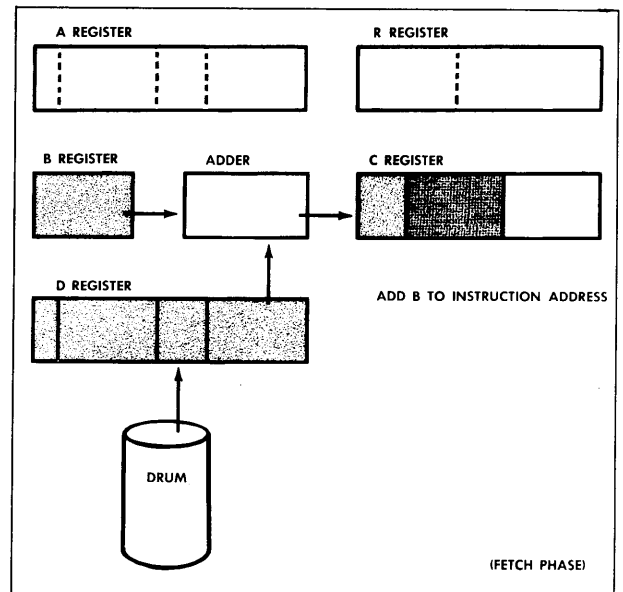 A REGISTER
R REGISTER
B REGISTER
ADDER
C REGISTER
D REGISTER
ADD B TO INSTRUCTION ADDRESS
DRUM
(FETCH PHASE)